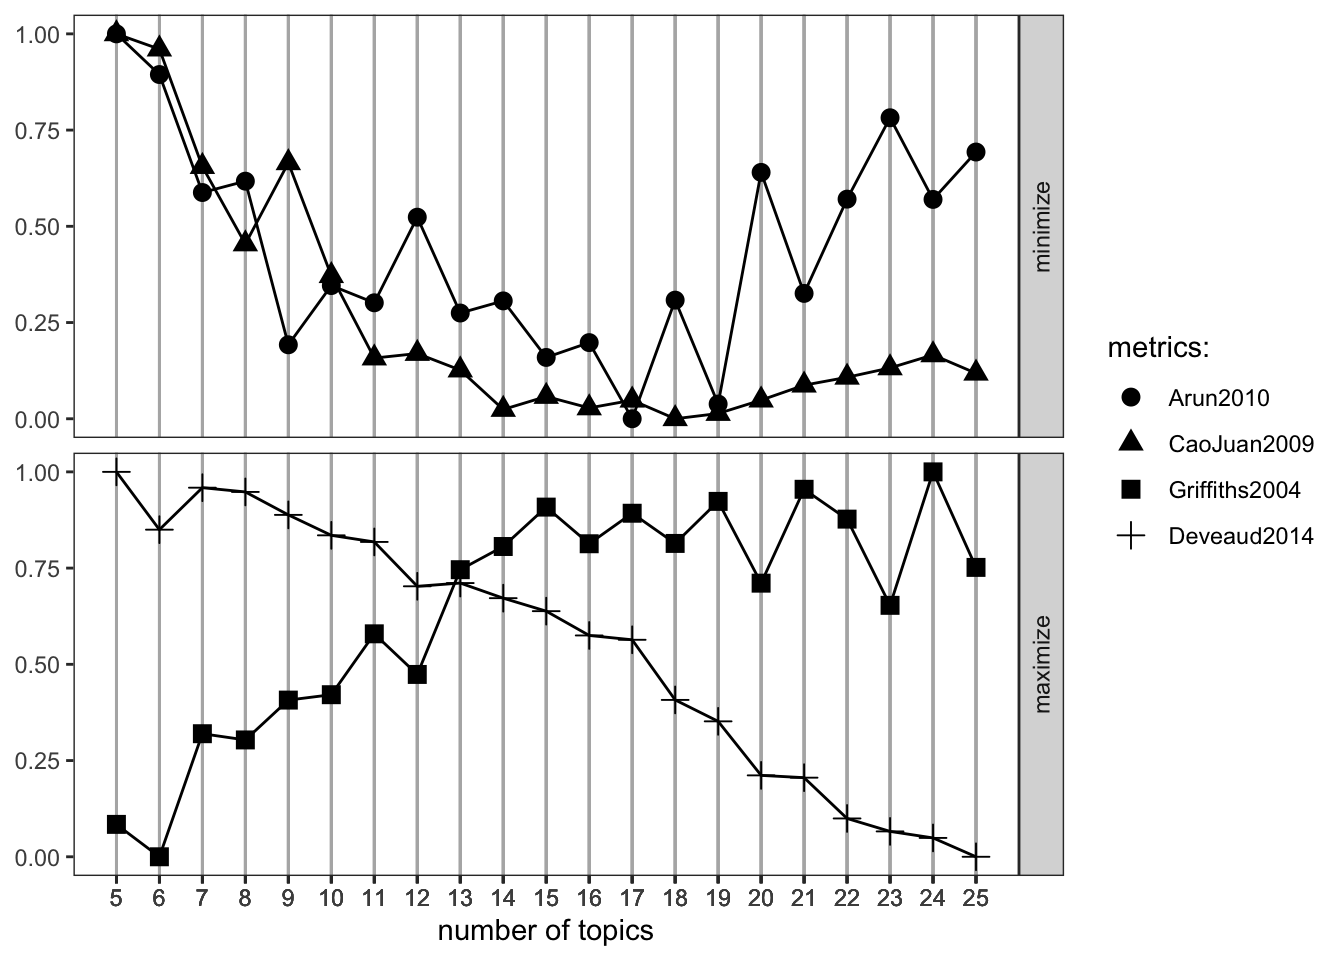 1.00
0.75
0.50
0.25
0.00
minimize
1.00
0.75
0.50
0.25
0.00
maximize
5 6 7 8 9 10 11 12 13 14 15 16 17 18 19 20 21 22 23 24 25
number of topics
metrics:
Arun2010
CaoJuan2009
Griffiths2004
Deveaud2014